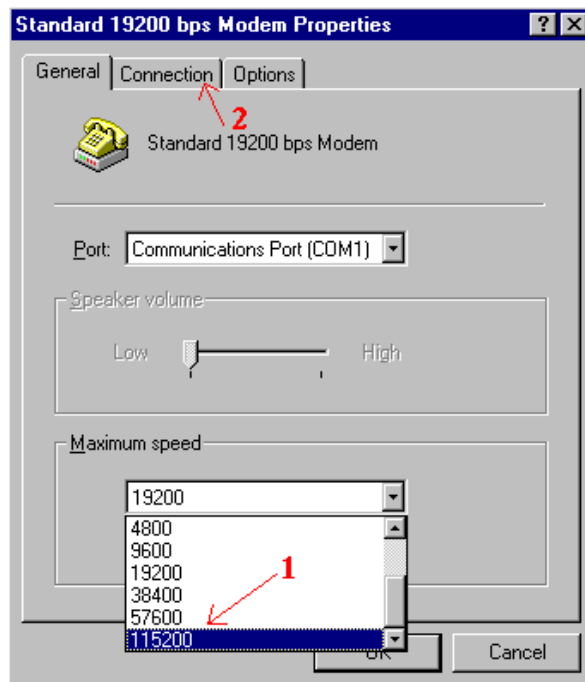 Standard 19200 bps Modem Properties
General Connection Options
2
Standard 19200 bps Modem
Port: Communications Port (COM1)
Speaker volume
Low High
Maximum speed
19200
4800
9600
19200
38400
57600
115200
1
OK Cancel